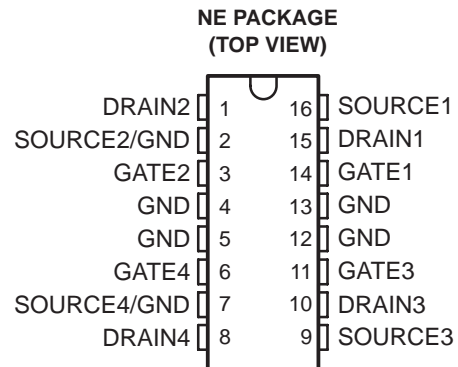 NE PACKAGE
(TOP VIEW)
DRAIN2 1 16 SOURCE1
SOURCE2/GND 2 15 DRAIN1
GATE2 3 14 GATE1
GND 4 13 GND
GND 5 12 GND
GATE4 6 11 GATE3
SOURCE4/GND 7 10 DRAIN3
DRAIN4 8 9 SOURCE3